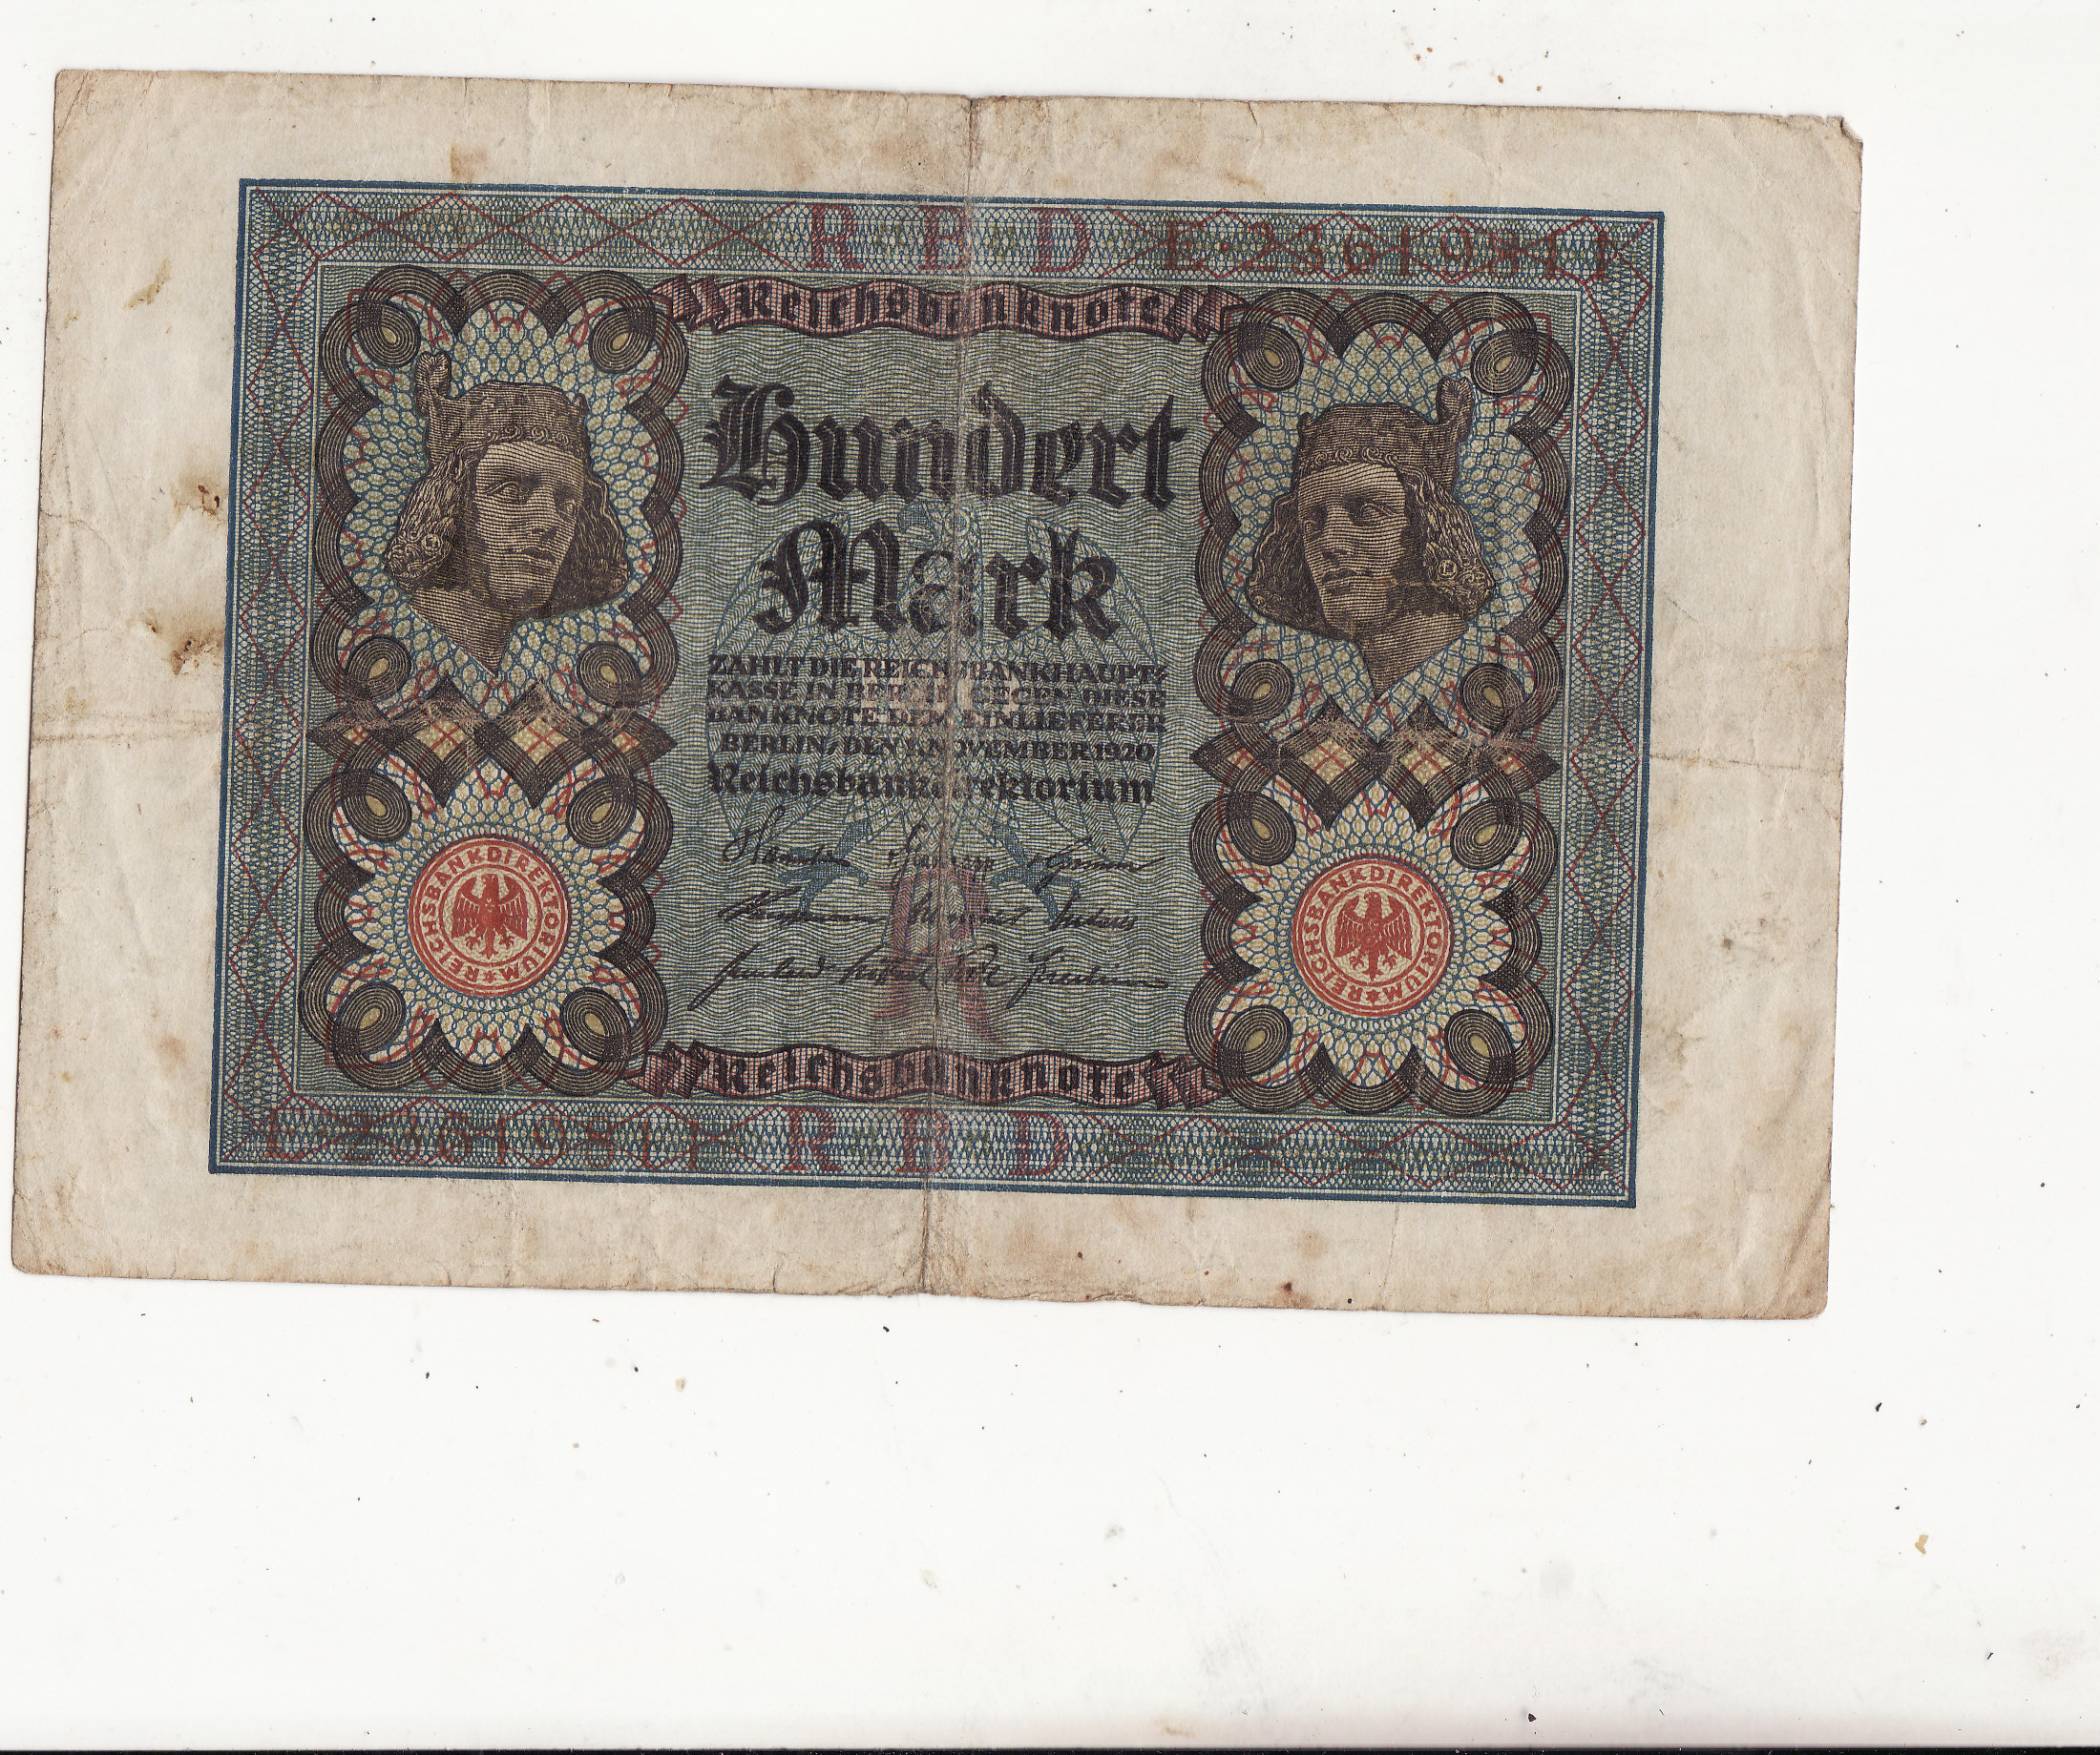 R B D E·2361981 F
Reichsbanknote
Hundert
Mark
ZAHLT DIE REICHSBANKHAUPT-
KASSE IN BERLIN GEGEN DIESE
BANKNOTE DEM EINLIEFERER
BERLIN, DEN 1. NOVEMBER 1920
Reichsbankdirektorium
REICHSBANKDIREKTORIUM
REICHSBANKDIREKTORIUM
Reichsbanknote
R B D